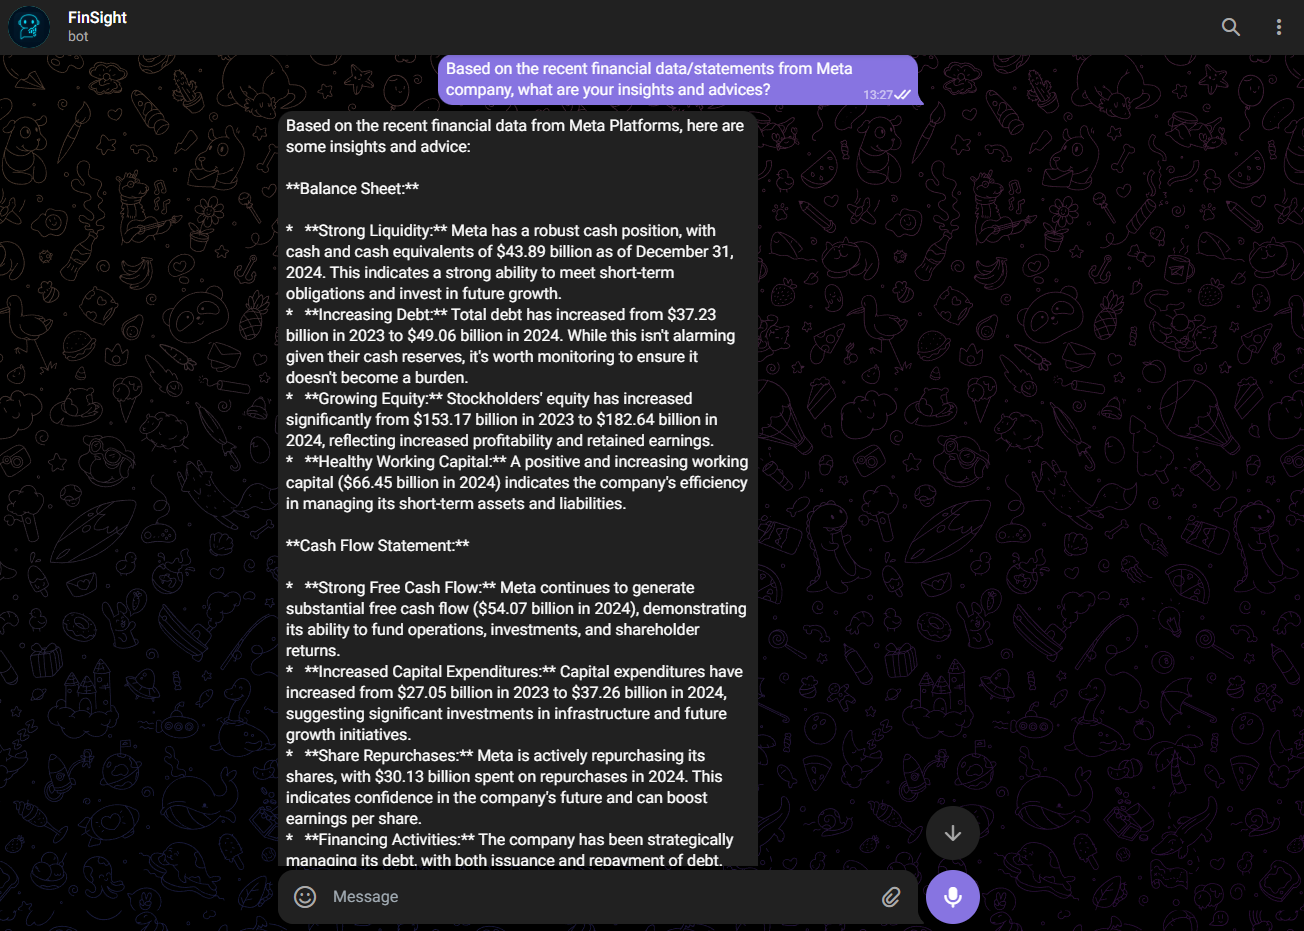 FinSight
bot
Based on the recent financial data/statements from Meta
company, what are your insights and advices?
13:27
Based on the recent financial data from Meta Platforms, here are
some insights and advice:
**Balance Sheet:**
* **Strong Liquidity:** Meta has a robust cash position, with
cash and cash equivalents of $43.89 billion as of December 31,
2024. This indicates a strong ability to meet short-term
obligations and invest in future growth.
* **Increasing Debt:** Total debt has increased from $37.23
billion in 2023 to $49.06 billion in 2024. While this isn't alarming
given their cash reserves, it's worth monitoring to ensure it
doesn't become a burden.
* **Growing Equity:** Stockholders' equity has increased
significantly from $153.17 billion in 2023 to $182.64 billion in
2024, reflecting increased profitability and retained earnings.
* **Healthy Working Capital:** A positive and increasing working
capital ($66.45 billion in 2024) indicates the company's efficiency
in managing its short-term assets and liabilities.
**Cash Flow Statement:**
* **Strong Free Cash Flow:** Meta continues to generate
substantial free cash flow ($54.07 billion in 2024), demonstrating
its ability to fund operations, investments, and shareholder
returns.
* **Increased Capital Expenditures:** Capital expenditures have
increased from $27.05 billion in 2023 to $37.26 billion in 2024,
suggesting significant investments in infrastructure and future
growth initiatives.
* **Share Repurchases:** Meta is actively repurchasing its
shares, with $30.13 billion spent on repurchases in 2024. This
indicates confidence in the company's future and can boost
earnings per share.
* **Financing Activities:** The company has been strategically
managing its debt, with both issuance and repayment of debt.
Message